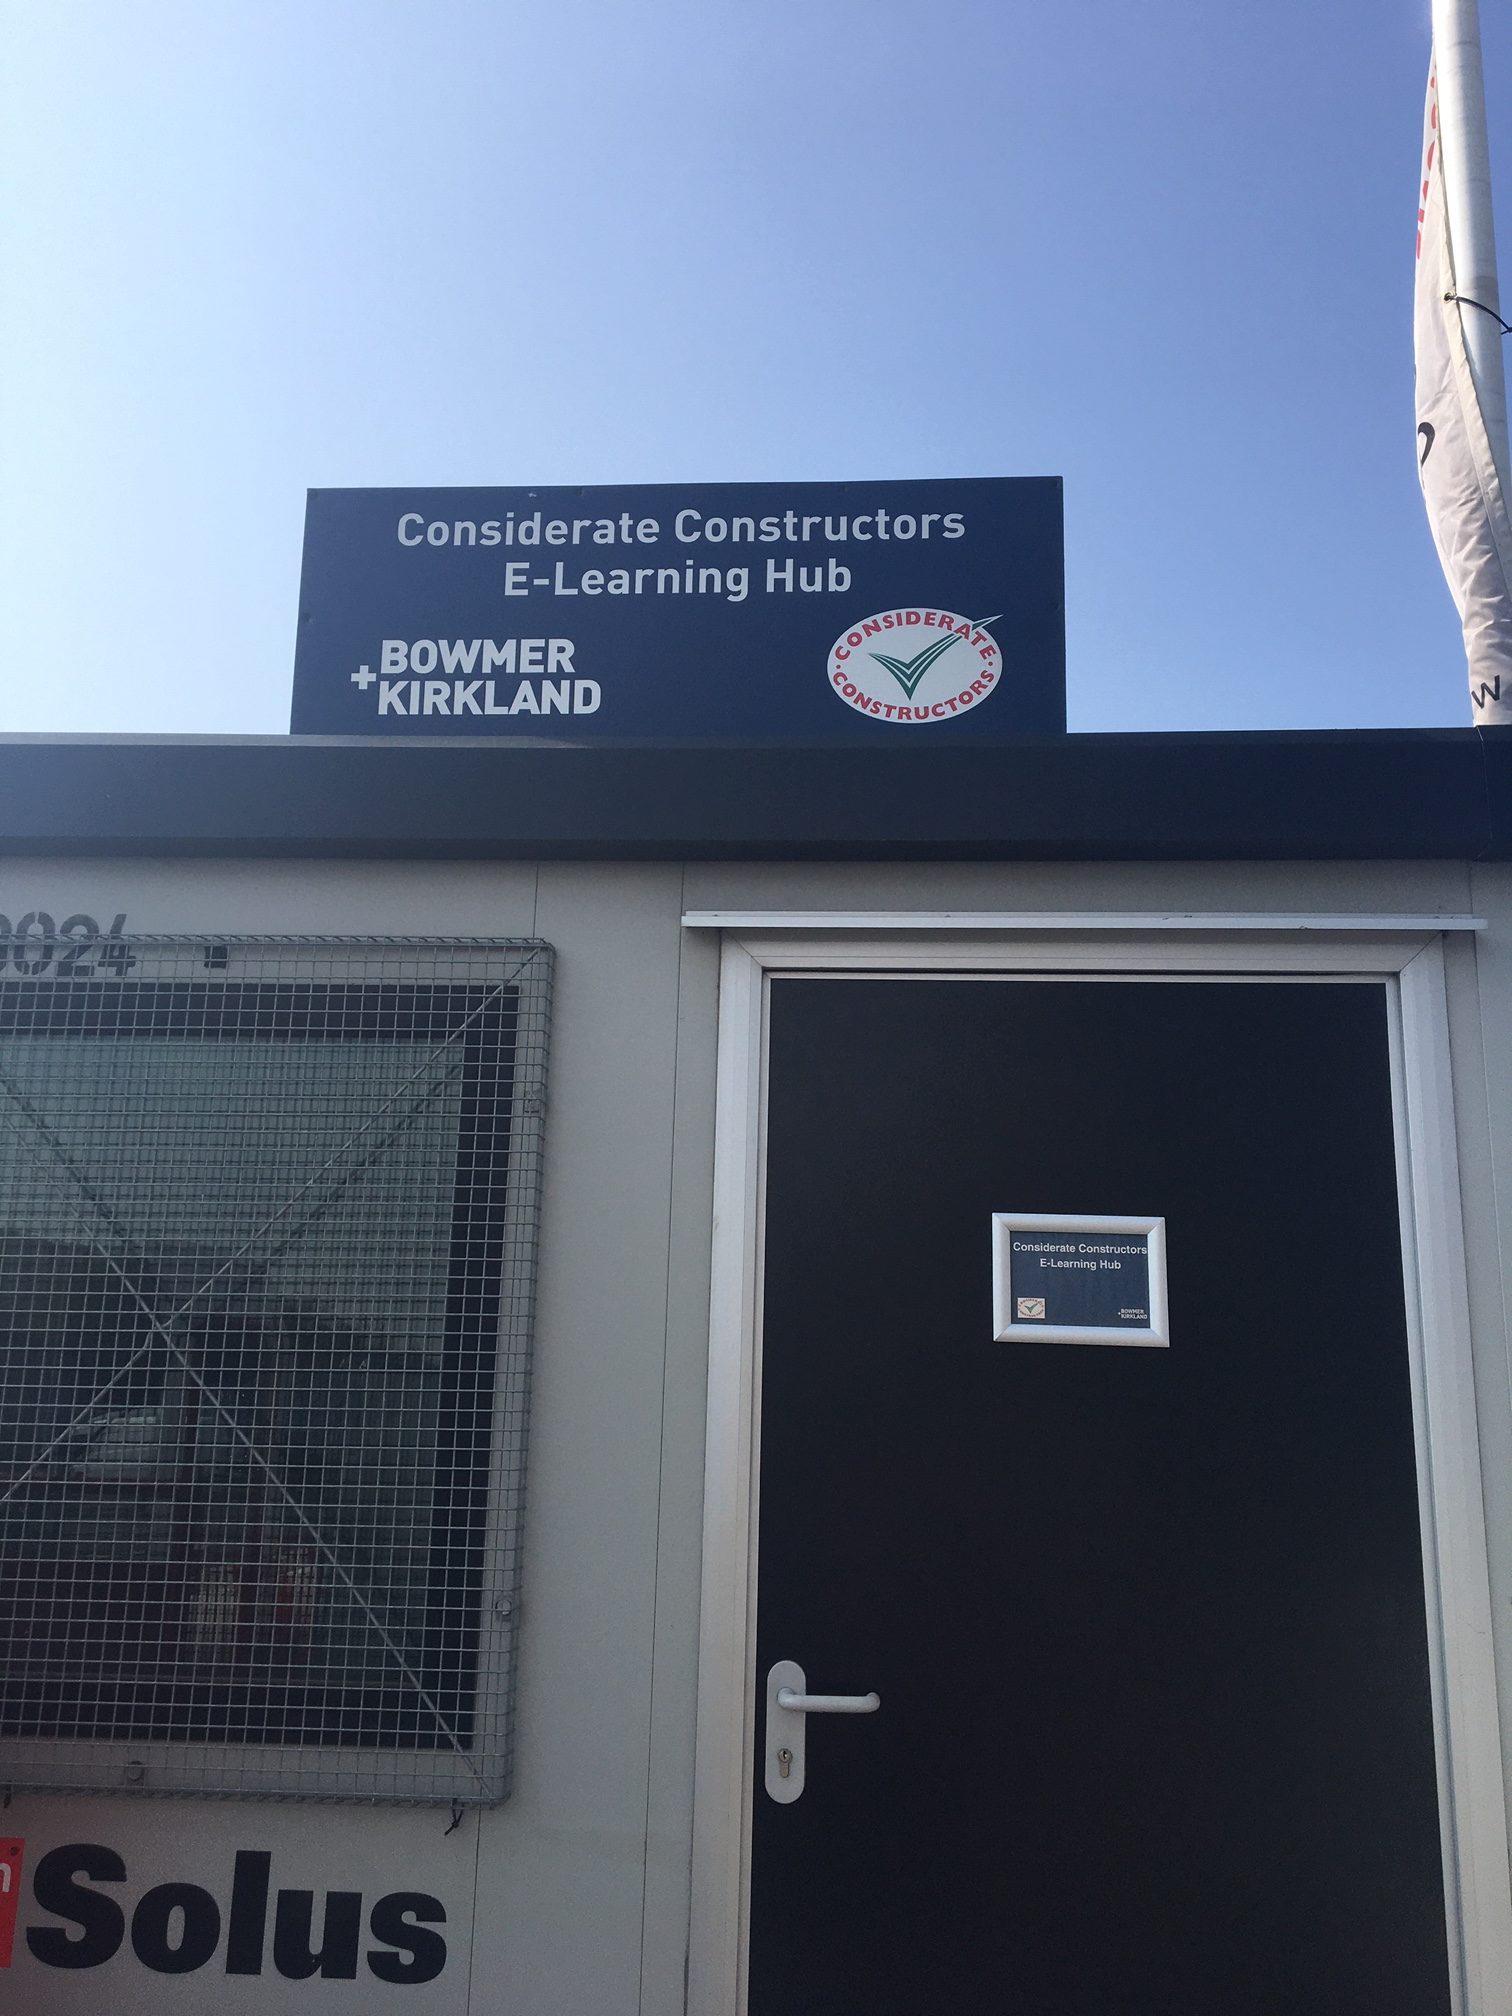 Considerate Constructors
E-Learning Hub
+BOWMER
KIRKLAND
CONSIDERATE
CONSTRUCTORS
Considerate Constructors
E-Learning Hub
+BOWMER
KIRKLAND
Solus